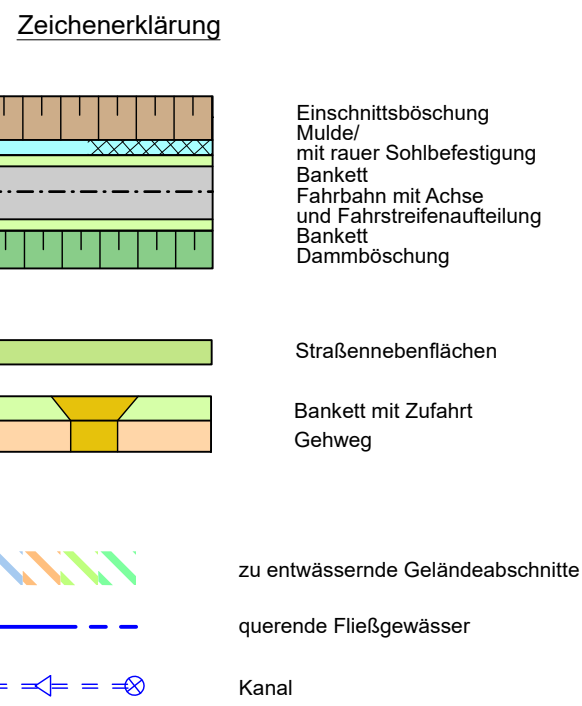 Zeichenerklärung
Einschnittsböschung
Mulde/
mit rauer Sohlbefestigung
Bankett
Fahrbahn mit Achse
und Fahrstreifenaufteilung
Bankett
Dammböschung
Straßennebenflächen
Bankett mit Zufahrt
Gehweg
zu entwässernde Geländeabschnitte
querende Fließgewässer
Kanal